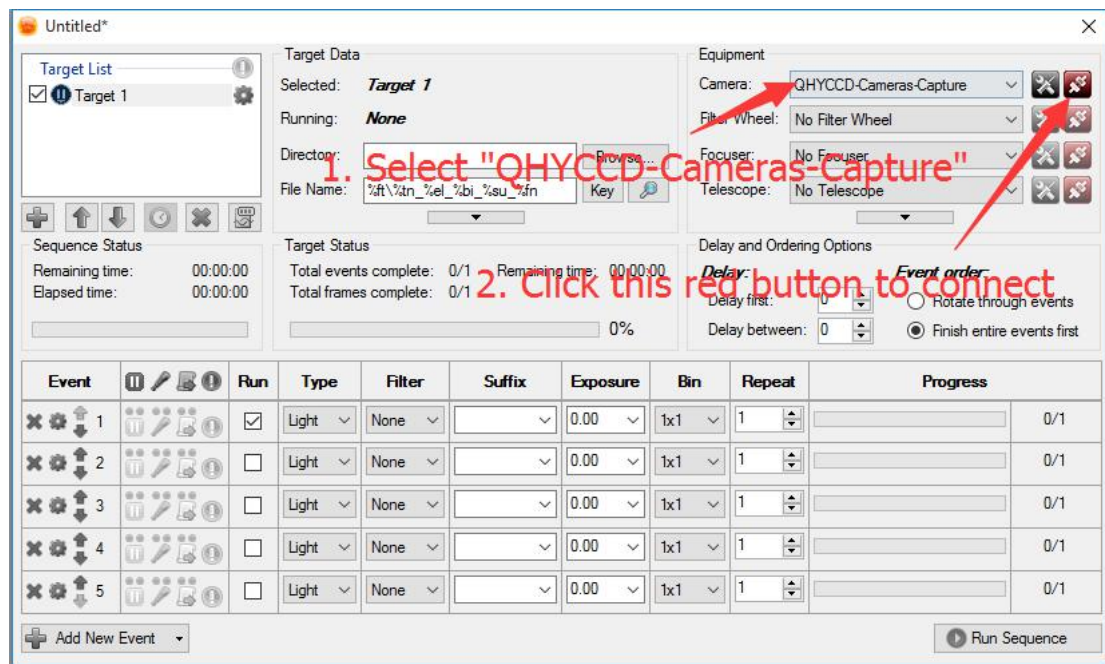 Untitled*
Target List
Target 1
Target Data
Selected: Target 1
Running: None
Directory: Browse...
File Name: %ft\%tn_%el_%bi_%su_%fn Key
Equipment
Camera: QHYCCD-Cameras-Capture
Filter Wheel: No Filter Wheel
Focuser: No Focuser
Telescope: No Telescope
1. Select "QHYCCD-Cameras-Capture"
Sequence Status
Remaining time: 00:00:00
Elapsed time: 00:00:00
Target Status
Total events complete: 0/1 Remaining time: 00:00:00
Total frames complete: 0/1
0%
Delay and Ordering Options
Delay: Event order:
Delay first: 0 Rotate through events
Delay between: 0 Finish entire events first
2. Click this red button to connect
Event Run Type Filter Suffix Exposure Bin Repeat Progress
1 Light None 0.00 1x1 1 0/1
2 Light None 0.00 1x1 1 0/1
3 Light None 0.00 1x1 1 0/1
4 Light None 0.00 1x1 1 0/1
5 Light None 0.00 1x1 1 0/1
Add New Event Run Sequence